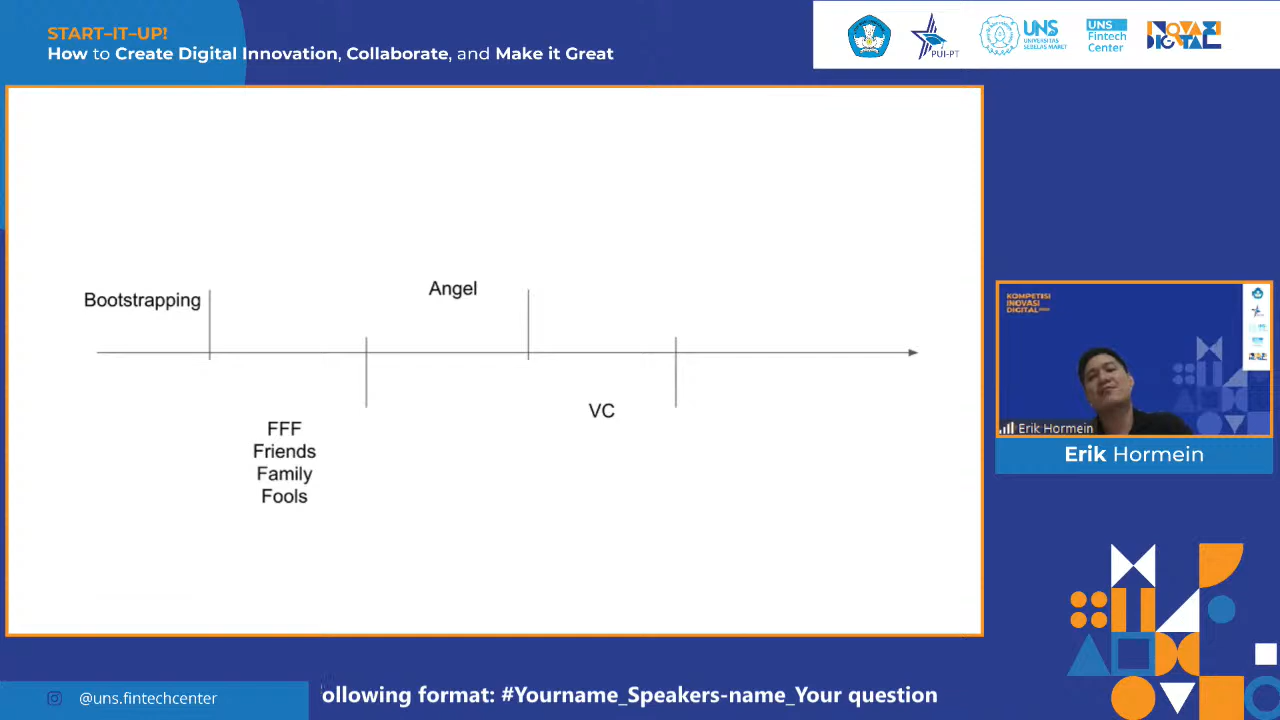 START–IT–UP!
How to Create Digital Innovation, Collaborate, and Make it Great
PUI-PT
UNS
UNIVERSITAS
SEBELAS MARET
UNS
Fintech
Center
INOVASI
DIGITAL
Bootstrapping
Angel
VC
FFF
Friends
Family
Fools
KOMPETISI
INOVASI
DIGITAL
Erik Hormein
Erik Hormein
@uns.fintechcenter
ollowing format: #Yourname_Speakers-name_Your question